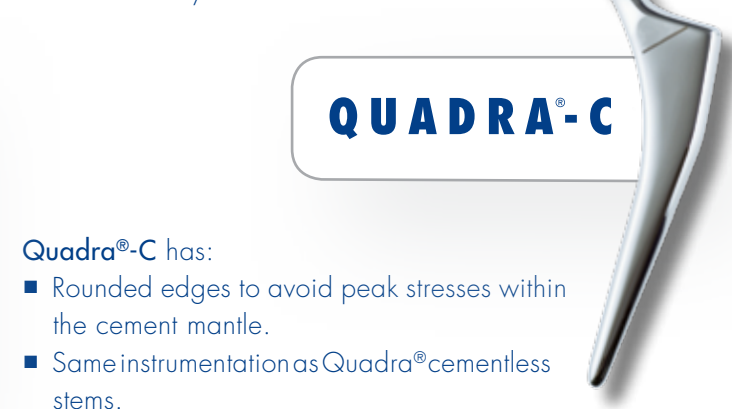 QUADRA®-C
Quadra®-C has:
■ Rounded edges to avoid peak stresses within
the cement mantle.
■ Same instrumentation as Quadra® cementless
stems.